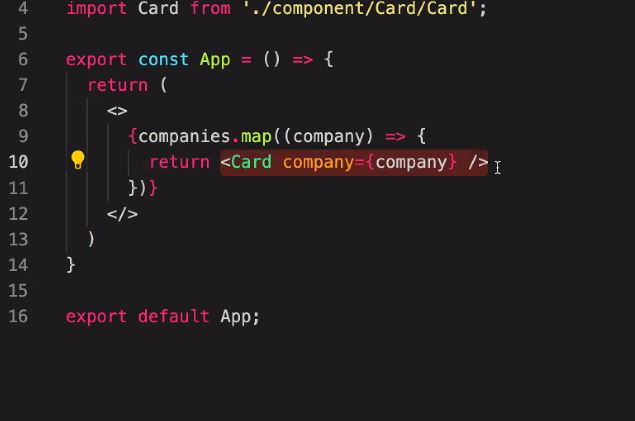 4 import Card from './component/Card/Card';
5
6 export const App = () => {
7 return (
8 <>
9 {companies.map((company) => {
10 return <Card company={company} />
11 })}
12 </>
13 )
14 }
15
16 export default App;